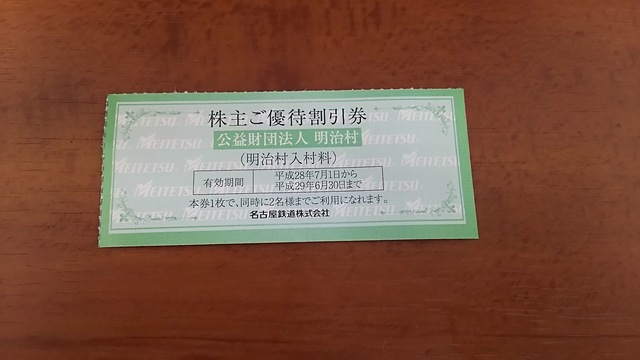 株主ご優待割引券
公益財団法人 明治村
(明治村入村料)
有効期間
平成28年7月1日から
平成29年6月30日まで
本券1枚で、同時に2名様までご利用になれます。
名古屋鉄道株式会社
MEITETSU